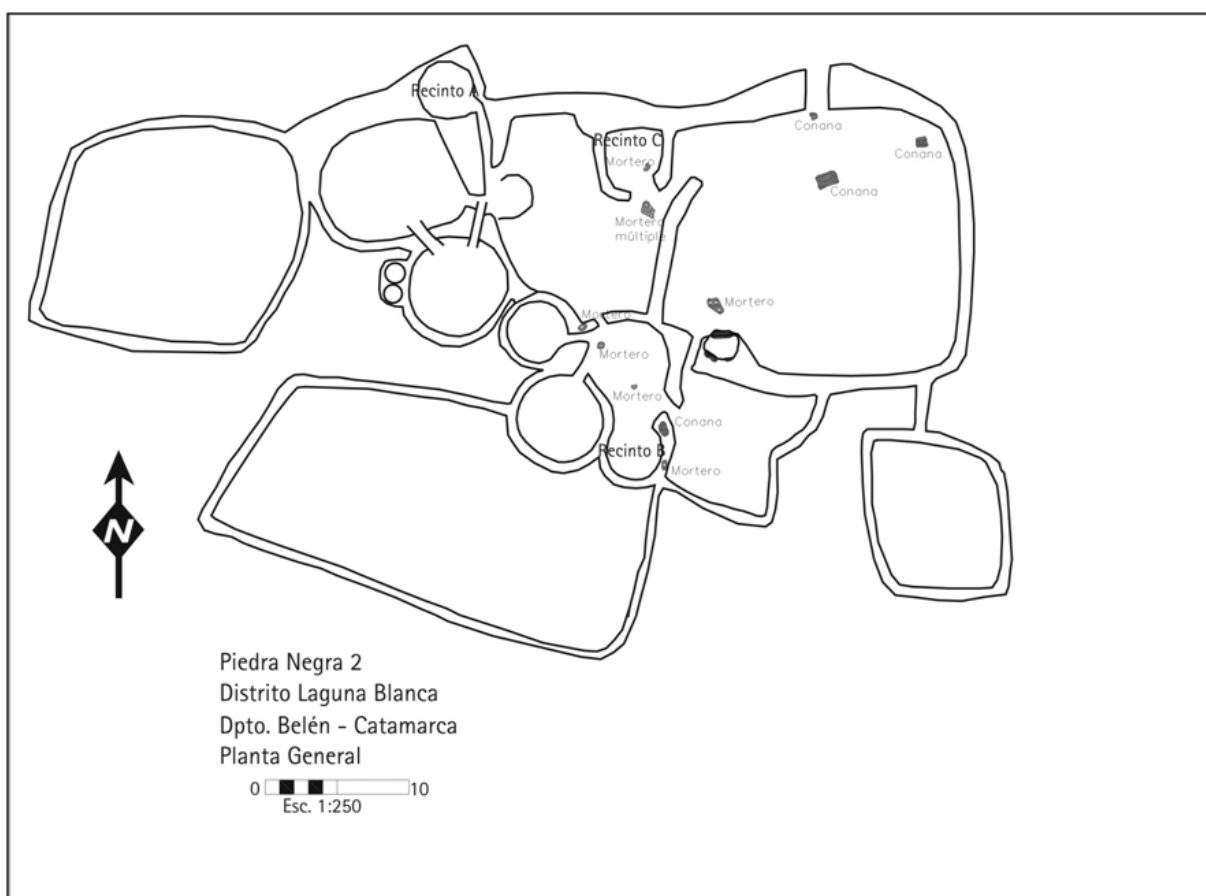 Recinto A
Conana
Recinto C
Conana
Mortero
Conana
Mortero
múltiple
Mortero
Mortero
Mortero
Mortero
Conana
Recinto B
Mortero
N
Piedra Negra 2
Distrito Laguna Blanca
Dpto. Belén - Catamarca
Planta General
0 10
Esc. 1:250